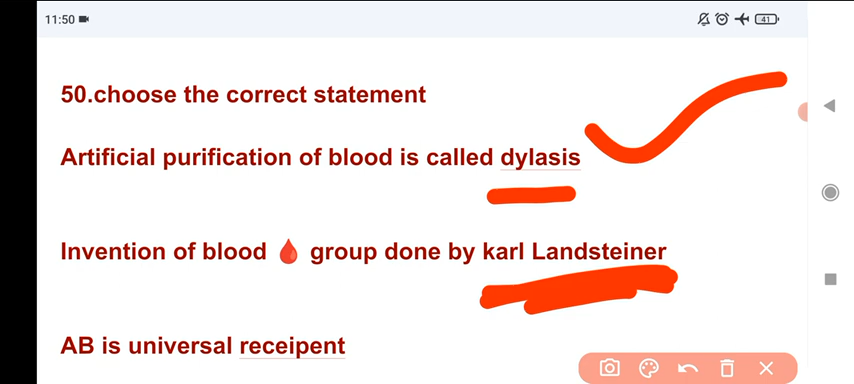 11:50
41
50.choose the correct statement
Artificial purification of blood is called dylasis
Invention of blood 🩸 group done by karl Landsteiner
AB is universal receipent